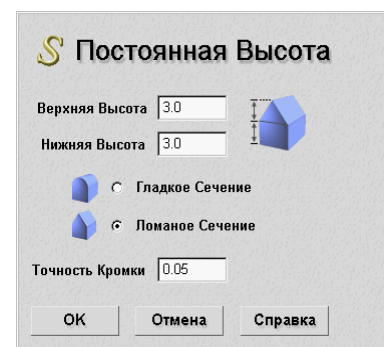 S Постоянная Высота
Верхняя Высота 3.0
Нижняя Высота 3.0
Гладкое Сечение
Ломаное Сечение
Точность Кромки 0.05
OK Отмена Справка